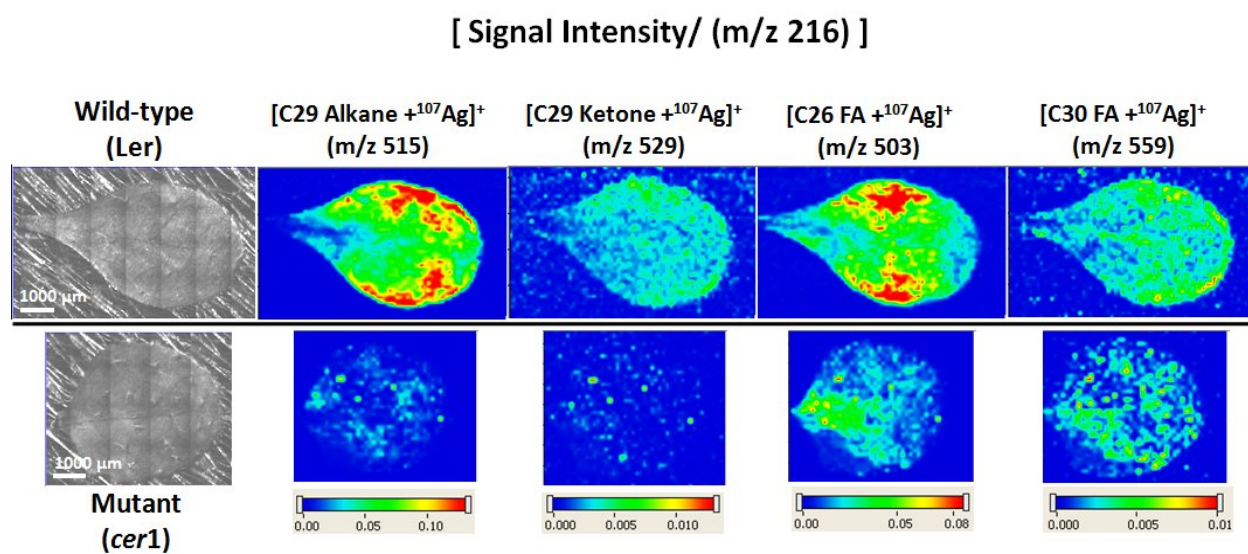 [ Signal Intensity/ (m/z 216) ]
Wild-type
(Ler)
[C29 Alkane +¹⁰⁷Ag]⁺
(m/z 515)
[C29 Ketone +¹⁰⁷Ag]⁺
(m/z 529)
[C26 FA +¹⁰⁷Ag]⁺
(m/z 503)
[C30 FA +¹⁰⁷Ag]⁺
(m/z 559)
1000 µm
1000 µm
Mutant
(cer1)
0.00 0.05 0.10
0.000 0.005 0.010
0.00 0.05 0.08
0.000 0.005 0.01